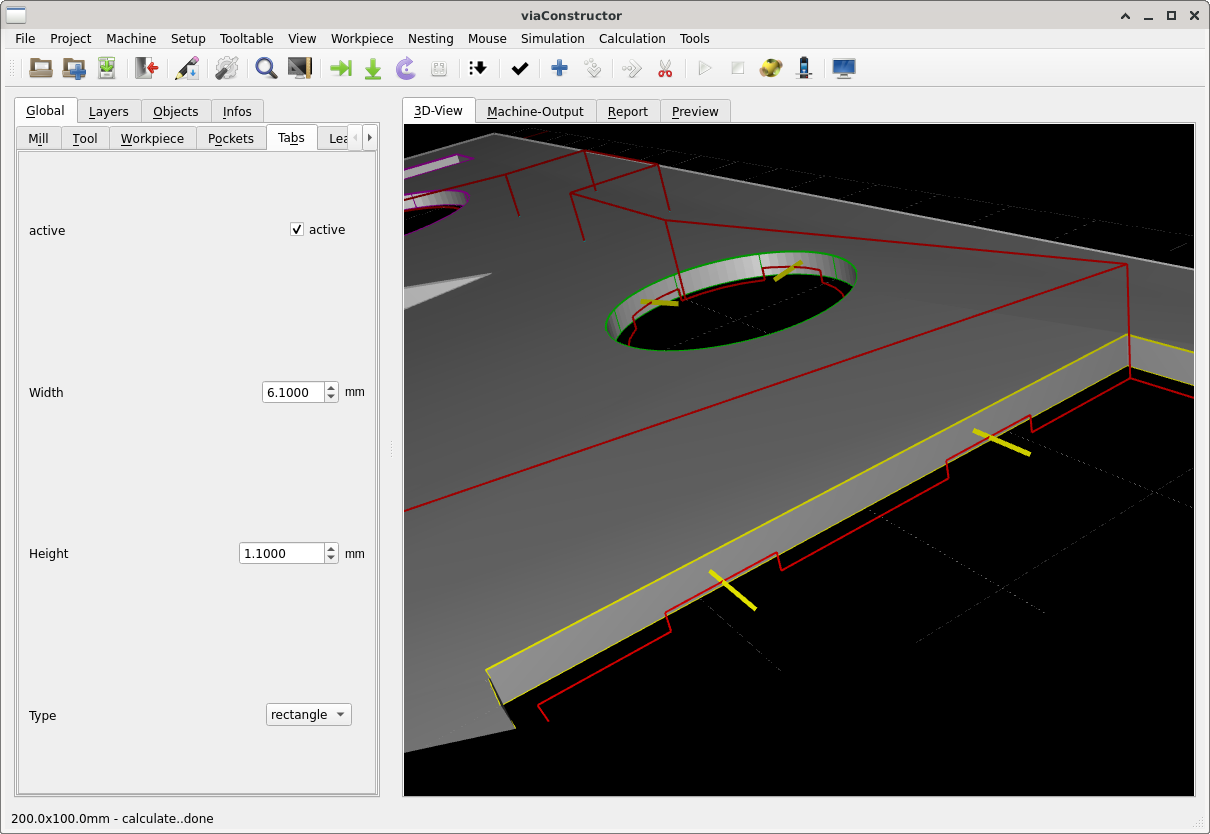 viaConstructor
File Project Machine Setup Tooltable View Workpiece Nesting Mouse Simulation Calculation Tools
Global Layers Objects Infos
Mill Tool Workpiece Pockets Tabs Lea
active active
Width 6.1000 mm
Height 1.1000 mm
Type rectangle
3D-View Machine-Output Report Preview
200.0x100.0mm - calculate..done